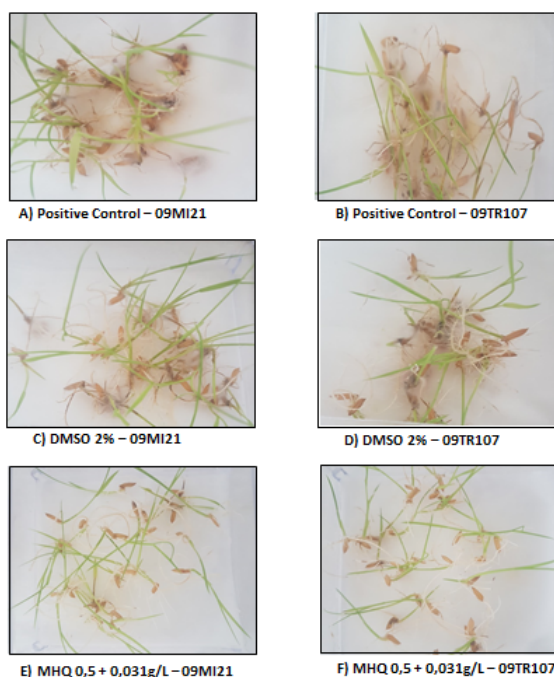 A) Positive Control – 09MI21
B) Positive Control – 09TR107
C) DMSO 2% – 09MI21
D) DMSO 2% – 09TR107
E) MHQ 0,5 + 0,031g/L – 09MI21
F) MHQ 0,5 + 0,031g/L – 09TR107